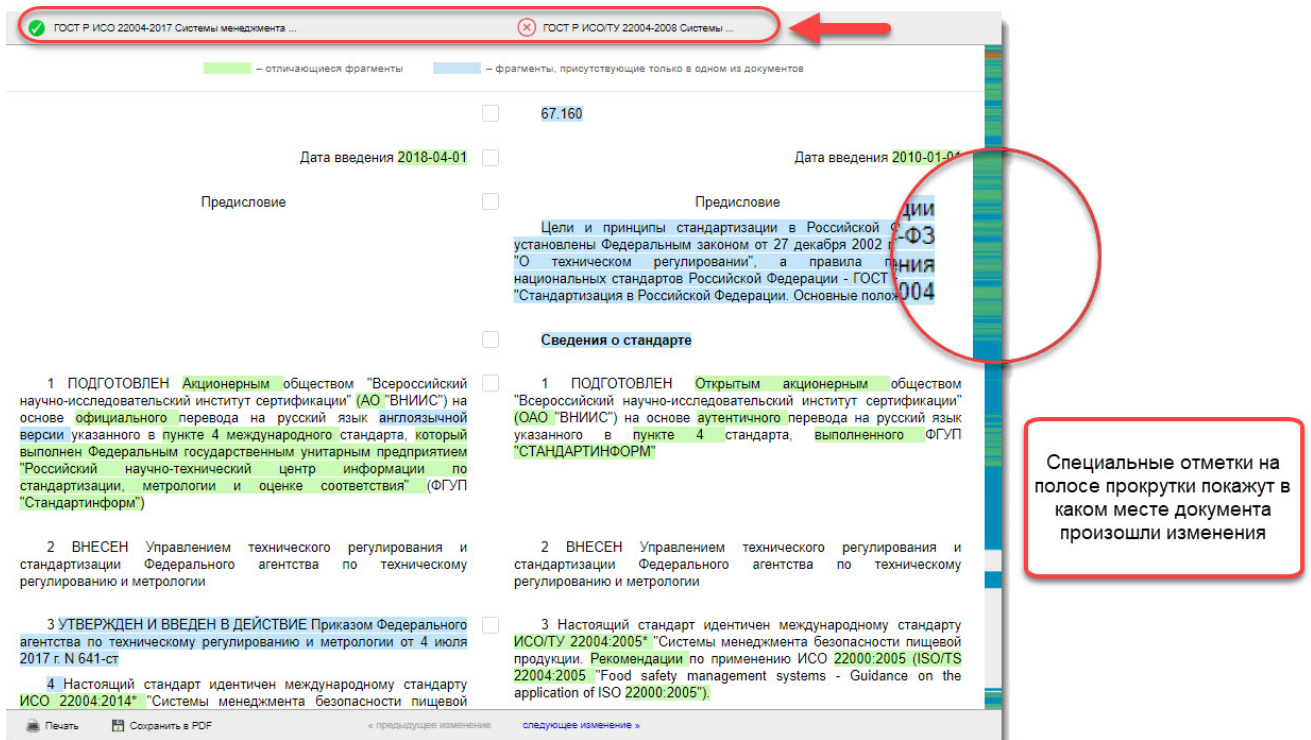 ГОСТ Р ИСО 22004-2017 Системы менеджмента ...
ГОСТ Р ИСО/ТУ 22004-2008 Системы ...
– отличающиеся фрагменты
– фрагменты, присутствующие только в одном из документов
67.160
Дата введения 2018-04-01
Дата введения 2010-01-01
Предисловие
Предисловие
Цели и принципы стандартизации в Российской
установлены Федеральным законом от 27 декабря 2002
"О техническом регулировании", а правила
национальных стандартов Российской Федерации - ГОСТ
"Стандартизация в Российской Федерации. Основные
-ФЗ
004
Сведения о стандарте
1 ПОДГОТОВЛЕН Акционерным обществом "Всероссийский
научно-исследовательский институт сертификации" (АО "ВНИИС") на
основе официального перевода на русский язык англоязычной
версии указанного в пункте 4 международного стандарта, который
выполнен Федеральным государственным унитарным предприятием
"Российский научно-технический центр информации по
стандартизации, метрологии и оценке соответствия" (ФГУП
"Стандартинформ")
1 ПОДГОТОВЛЕН Открытым акционерным обществом
"Всероссийский научно-исследовательский институт сертификации"
(ОАО "ВНИИС") на основе аутентичного перевода на русский язык
указанного в пункте 4 стандарта, выполненного ФГУП
"СТАНДАРТИНФОРМ"
2 ВНЕСЕН Управлением технического регулирования и
стандартизации Федерального агентства по техническому
регулированию и метрологии
2 ВНЕСЕН Управлением технического регулирования и
стандартизации Федерального агентства по техническому
регулированию и метрологии
3 УТВЕРЖДЕН И ВВЕДЕН В ДЕЙСТВИЕ Приказом Федерального
агентства по техническому регулированию и метрологии от 4 июля
2017 г. N 641-ст
4 Настоящий стандарт идентичен международному стандарту
ИСО 22004:2014* "Системы менеджмента безопасности пищевой
3 Настоящий стандарт идентичен международному стандарту
ИСО/ТУ 22004:2005* "Системы менеджмента безопасности пищевой
продукции. Рекомендации по применению ИСО 22000:2005 (ISO/TS
22004:2005 "Food safety management systems - Guidance on the
application of ISO 22000:2005").
Специальные отметки на
полосе прокрутки покажут в
каком месте документа
произошли изменения
Печать
Сохранить в PDF
« предыдущее изменение
следующее изменение »